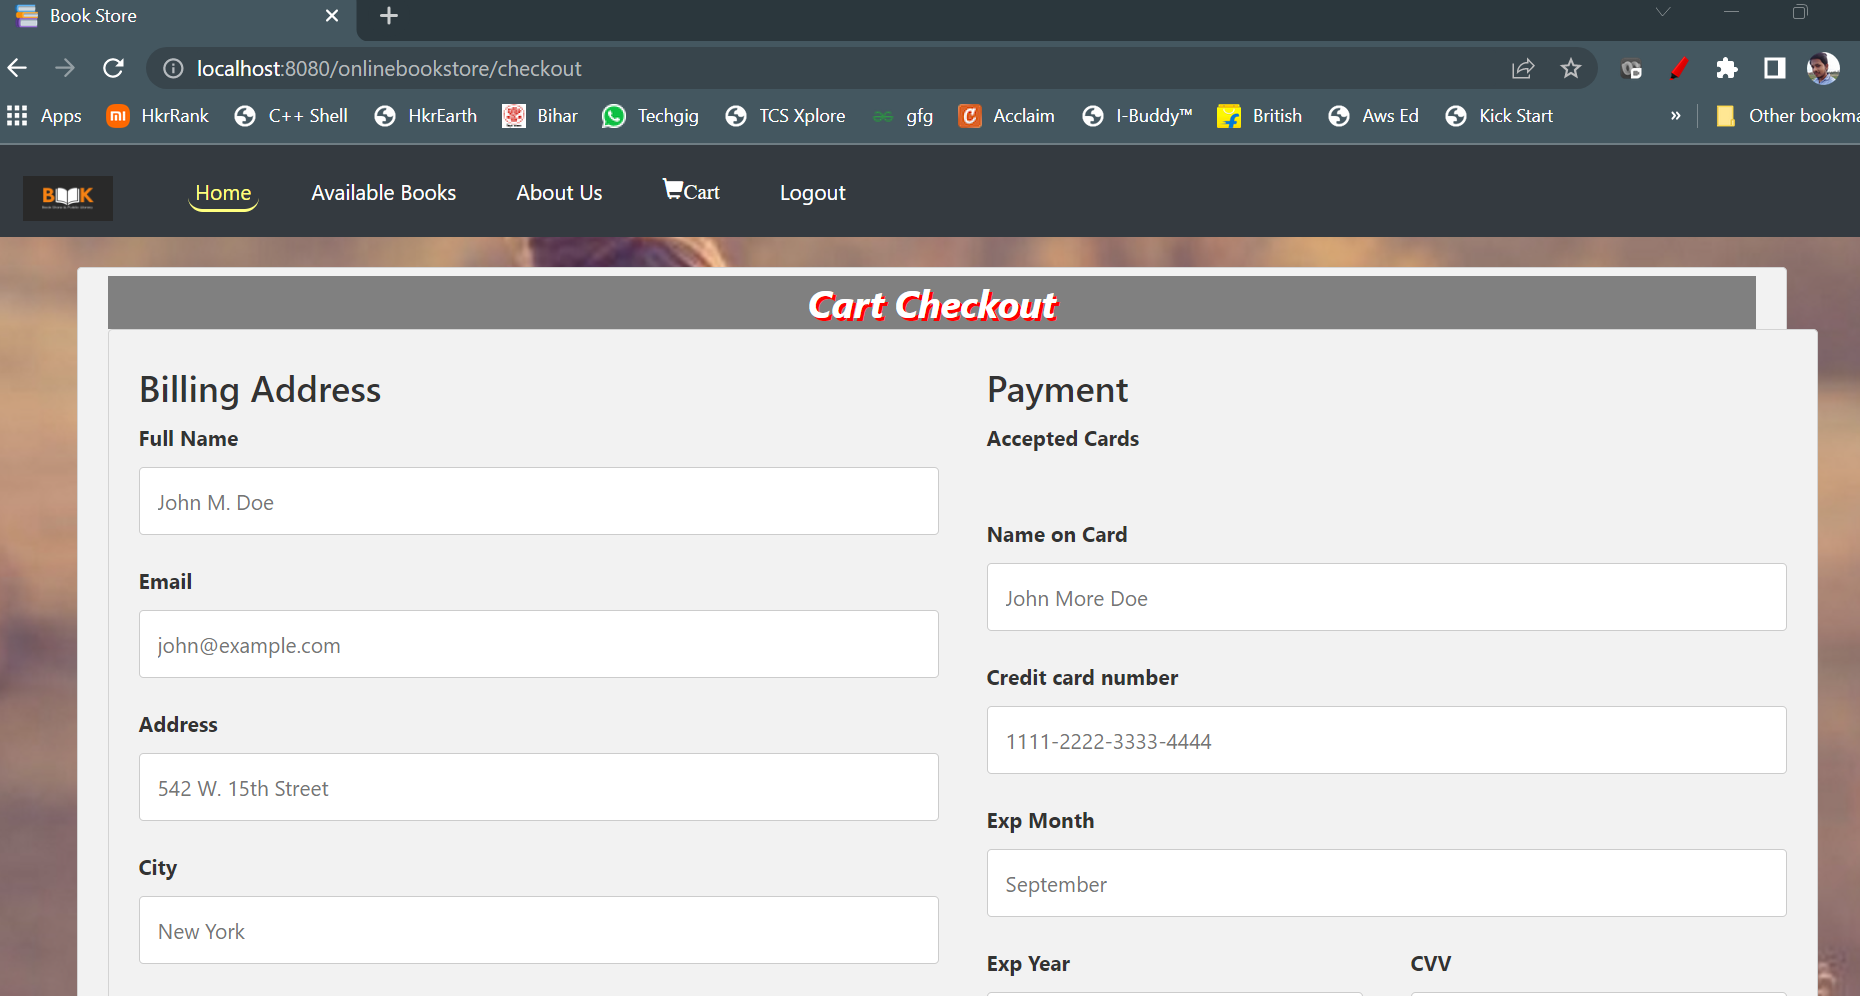 Book Store
localhost:8080/onlinebookstore/checkout
Apps HkrRank C++ Shell HkrEarth Bihar Techgig TCS Xplore gfg Acclaim I-Buddy™ British Aws Ed Kick Start » Other bookma
BOOK Home Available Books About Us Cart Logout
Cart Checkout
Billing Address
Full Name
John M. Doe
Email
john@example.com
Address
542 W. 15th Street
City
New York
Payment
Accepted Cards
Name on Card
John More Doe
Credit card number
1111-2222-3333-4444
Exp Month
September
Exp Year CVV